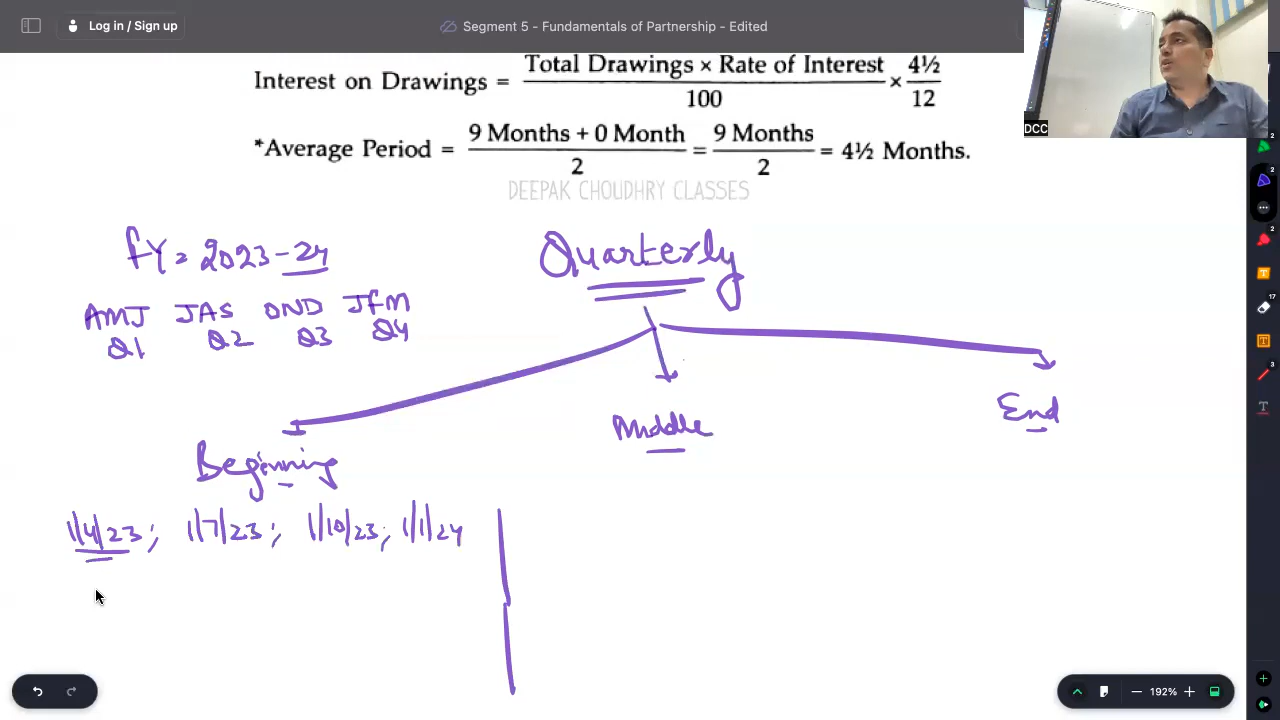 Log in / Sign up
Segment 5 - Fundamentals of Partnership - Edited
DCC
Interest on Drawings = Total Drawings × Rate of Interest / 100 × 4½ / 12
*Average Period = 9 Months + 0 Month / 2 = 9 Months / 2 = 4½ Months.
DEEPAK CHOUDHRY CLASSES
FY = 2023-24
Quarterly
AMJ JAS OND JFM
Q1 Q2 Q3 Q4
Beginning
Middle
End
1/4/23; 1/7/23; 1/10/23; 1/1/24
192%